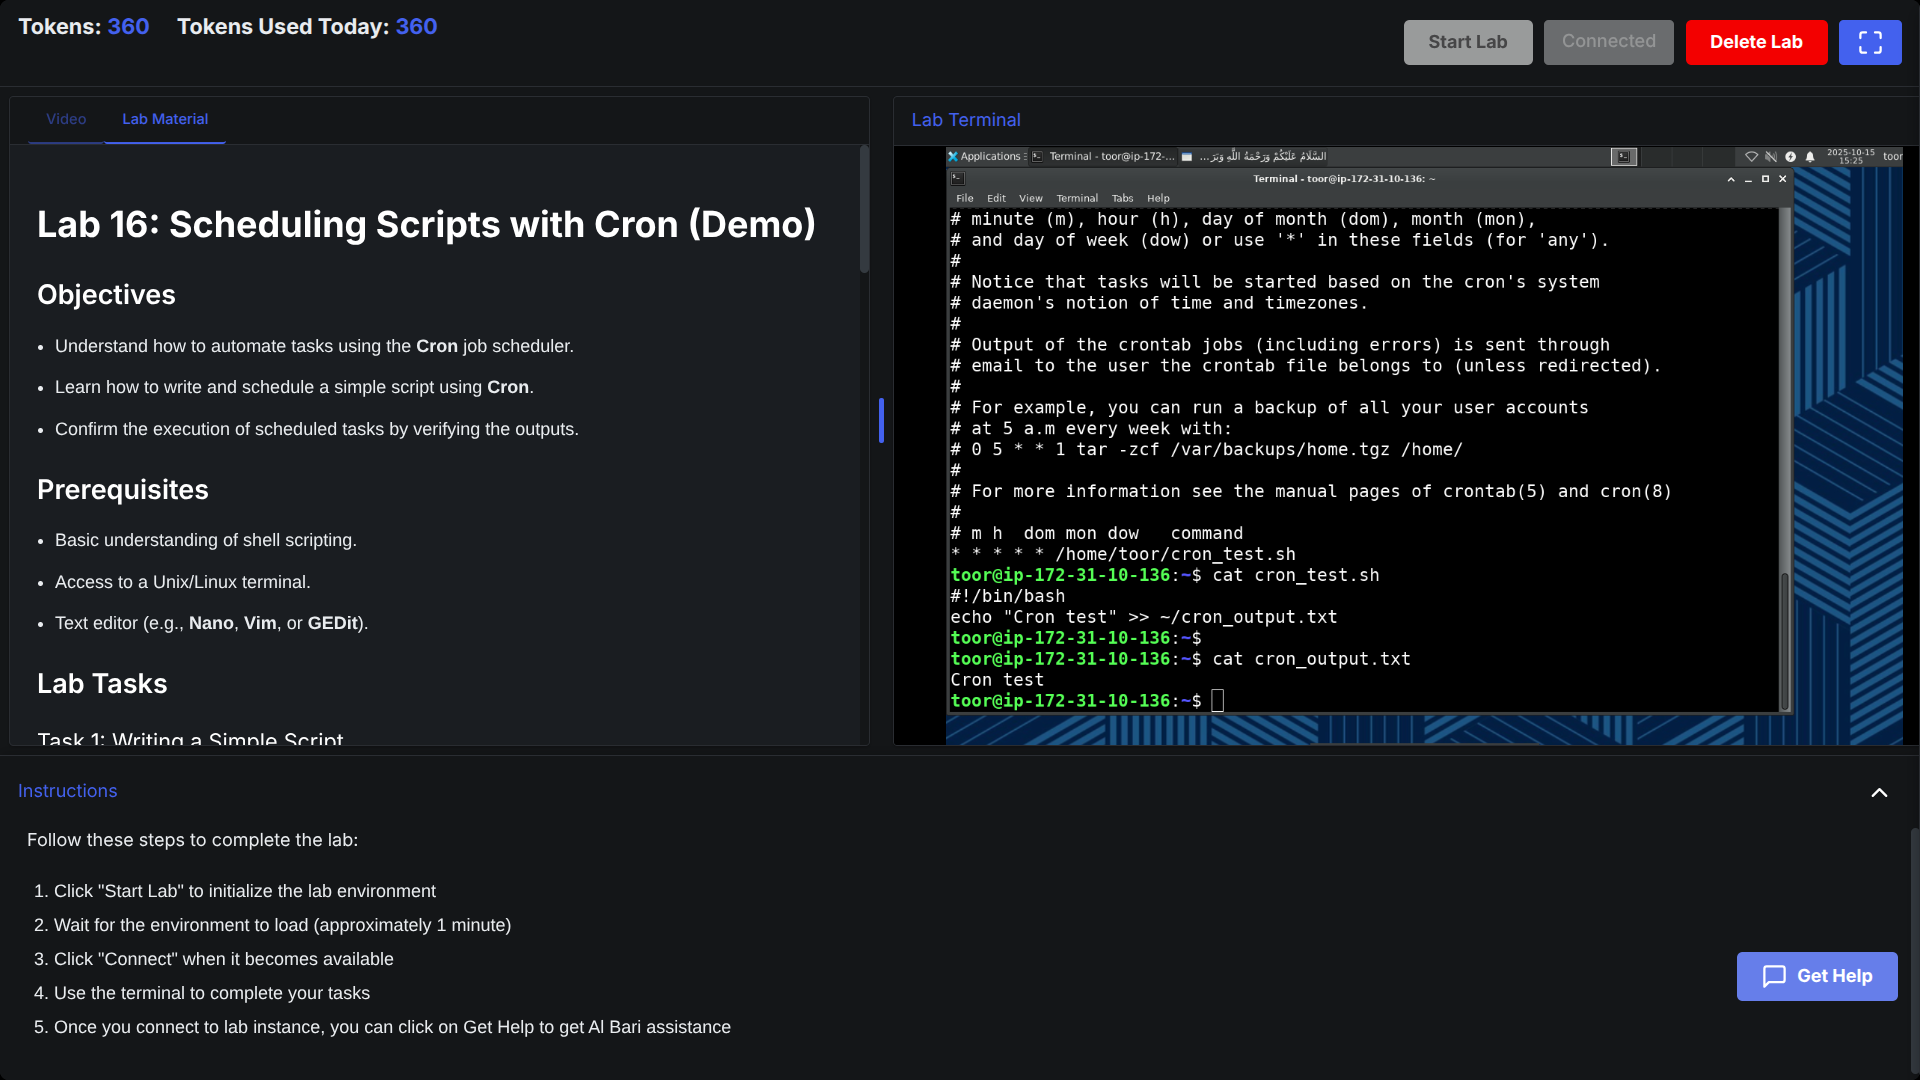 Tokens: 360 Tokens Used Today: 360
Start Lab
Connected
Delete Lab
Video
Lab Material
Lab 16: Scheduling Scripts with Cron (Demo)
Objectives
• Understand how to automate tasks using the Cron job scheduler.
• Learn how to write and schedule a simple script using Cron.
• Confirm the execution of scheduled tasks by verifying the outputs.
Prerequisites
• Basic understanding of shell scripting.
• Access to a Unix/Linux terminal.
• Text editor (e.g., Nano, Vim, or GEDit).
Lab Tasks
Task 1: Writing a Simple Script
Lab Terminal
Applications Terminal - toor@ip-172-... السَّلَامُ عَلَيْكُمْ وَرَحْمَةُ اللَّهِ وَبَرَ... 2025-10-15 15:25 toor
Terminal - toor@ip-172-31-10-136: ~
File Edit View Terminal Tabs Help
# minute (m), hour (h), day of month (dom), month (mon),
# and day of week (dow) or use '*' in these fields (for 'any').
#
# Notice that tasks will be started based on the cron's system
# daemon's notion of time and timezones.
#
# Output of the crontab jobs (including errors) is sent through
# email to the user the crontab file belongs to (unless redirected).
#
# For example, you can run a backup of all your user accounts
# at 5 a.m every week with:
# 0 5 * * 1 tar -zcf /var/backups/home.tgz /home/
#
# For more information see the manual pages of crontab(5) and cron(8)
#
# m h  dom mon dow   command
* * * * * /home/toor/cron_test.sh
toor@ip-172-31-10-136:~$ cat cron_test.sh
#!/bin/bash
echo "Cron test" >> ~/cron_output.txt
toor@ip-172-31-10-136:~$
toor@ip-172-31-10-136:~$ cat cron_output.txt
Cron test
toor@ip-172-31-10-136:~$
Instructions
Follow these steps to complete the lab:
1. Click "Start Lab" to initialize the lab environment
2. Wait for the environment to load (approximately 1 minute)
3. Click "Connect" when it becomes available
4. Use the terminal to complete your tasks
5. Once you connect to lab instance, you can click on Get Help to get Al Bari assistance
Get Help